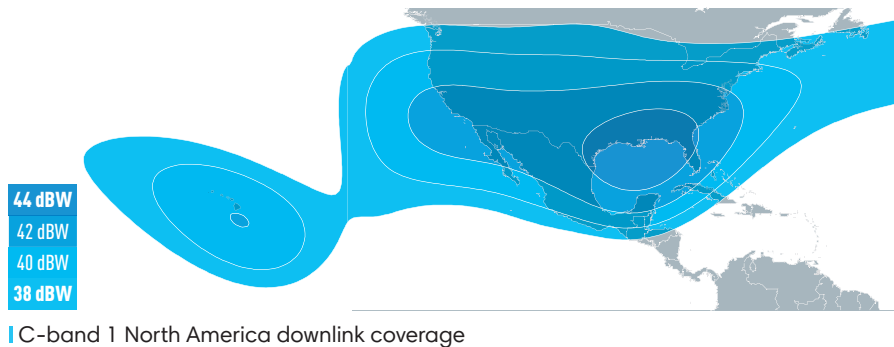 44 dBW
42 dBW
40 dBW
38 dBW
C-band 1 North America downlink coverage